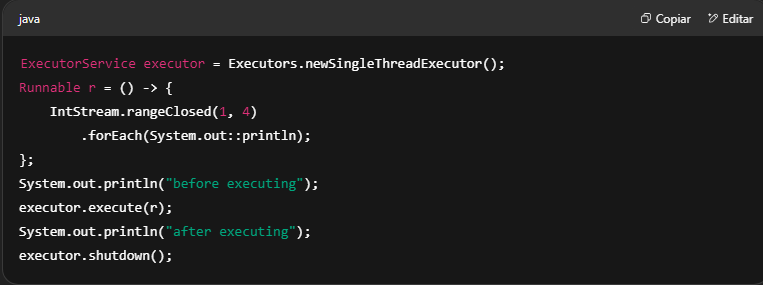 java
Copiar
Editar
ExecutorService executor = Executors.newSingleThreadExecutor();
Runnable r = () -> {
    IntStream.rangeClosed(1, 4)
        .forEach(System.out::println);
};
System.out.println("before executing");
executor.execute(r);
System.out.println("after executing");
executor.shutdown();